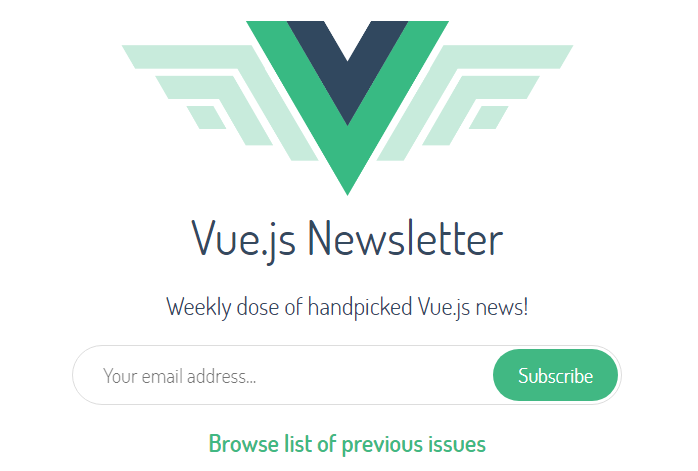 Vue.js Newsletter
Weekly dose of handpicked Vue.js news!
Your email address...
Subscribe
Browse list of previous issues